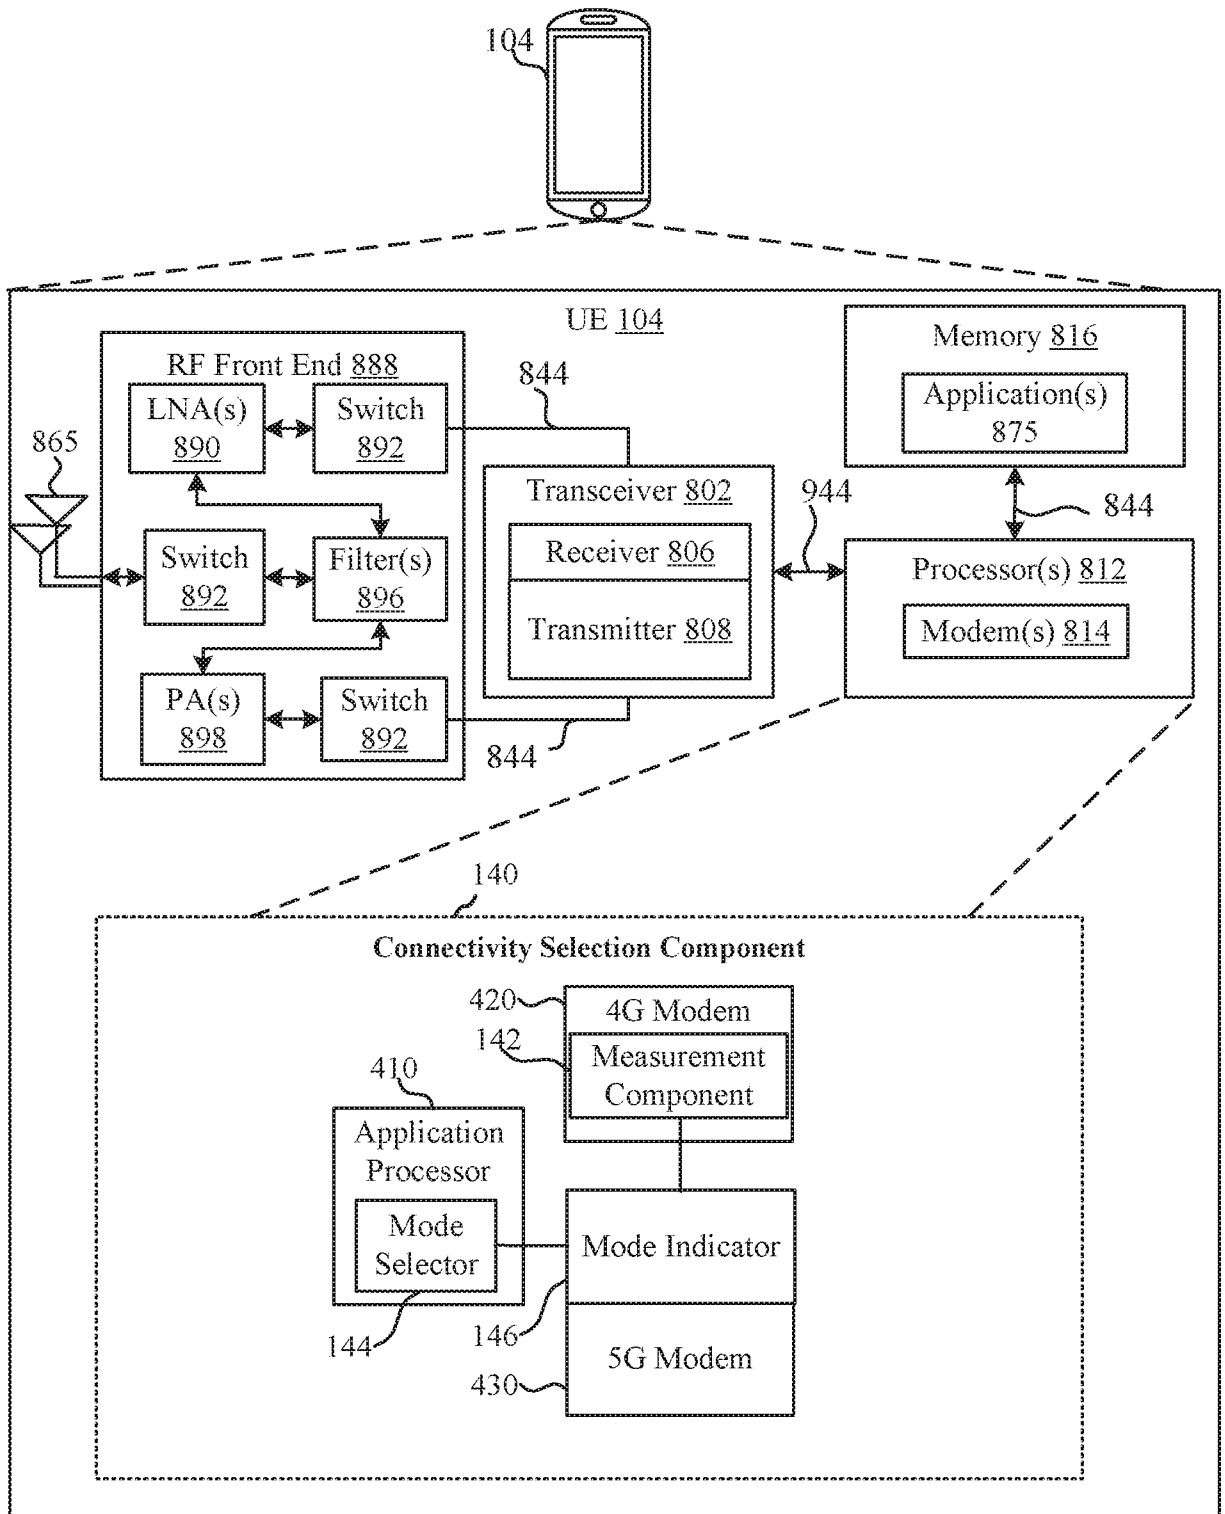 104
UE 104
RF Front End 888
LNA(s)
890
Switch
892
844
865
Switch
892
Filter(s)
896
PA(s)
898
Switch
892
844
Transceiver 802
Receiver 806
Transmitter 808
944
Memory 816
Application(s)
875
844
Processor(s) 812
Modem(s) 814
140
Connectivity Selection Component
420
4G Modem
142
Measurement
Component
410
Application
Processor
Mode
Selector
144
Mode Indicator
146
5G Modem
430